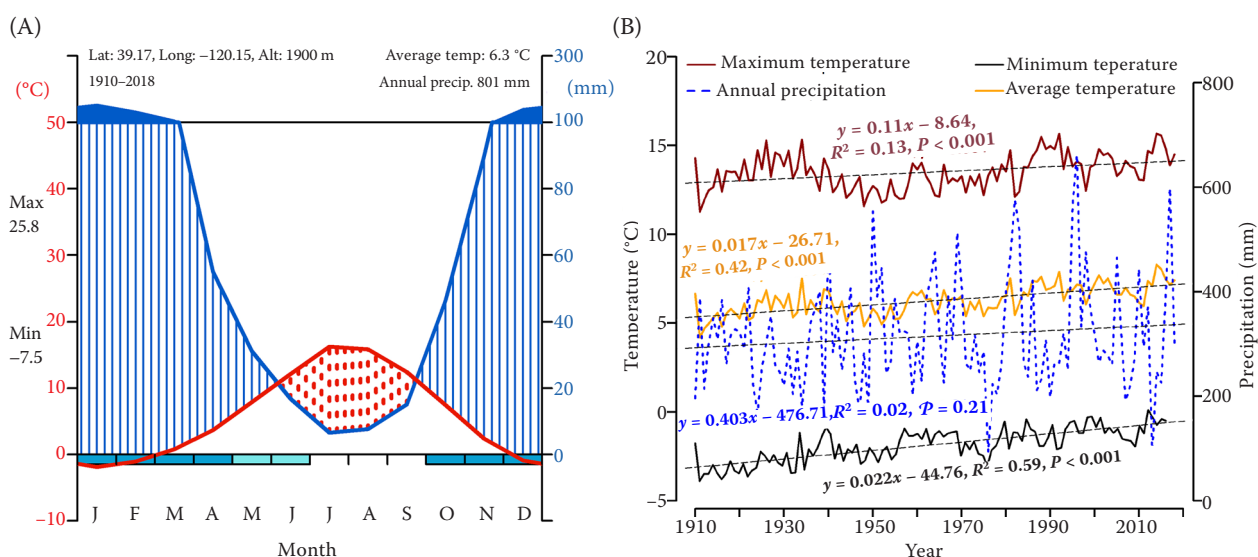 (A)
Lat: 39.17, Long: –120.15, Alt: 1900 m
Average temp: 6.3 °C
1910–2018
Annual precip. 801 mm
(°C)
(mm)
300
50
100
40
80
Max
25.8
30
60
20
40
Min
–7.5
10
20
0
0
–10
J F M A M J J A S O N D
Month
(B)
20
15
10
5
0
–5
Temperature (°C)
Maximum temperature
Minimum teperature
Annual precipitation
Average temperature
y = 0.11x – 8.64,
R² = 0.13, P < 0.001
y = 0.017x – 26.71,
R² = 0.42, P < 0.001
0.403x – 476.71, R² = 0.02, P = 0.21
y = 0.022x – 44.76, R² = 0.59, P < 0.001
800
600
400
200
0
Precipitation (mm)
1910 1930 1950 1970 1990 2010
Year